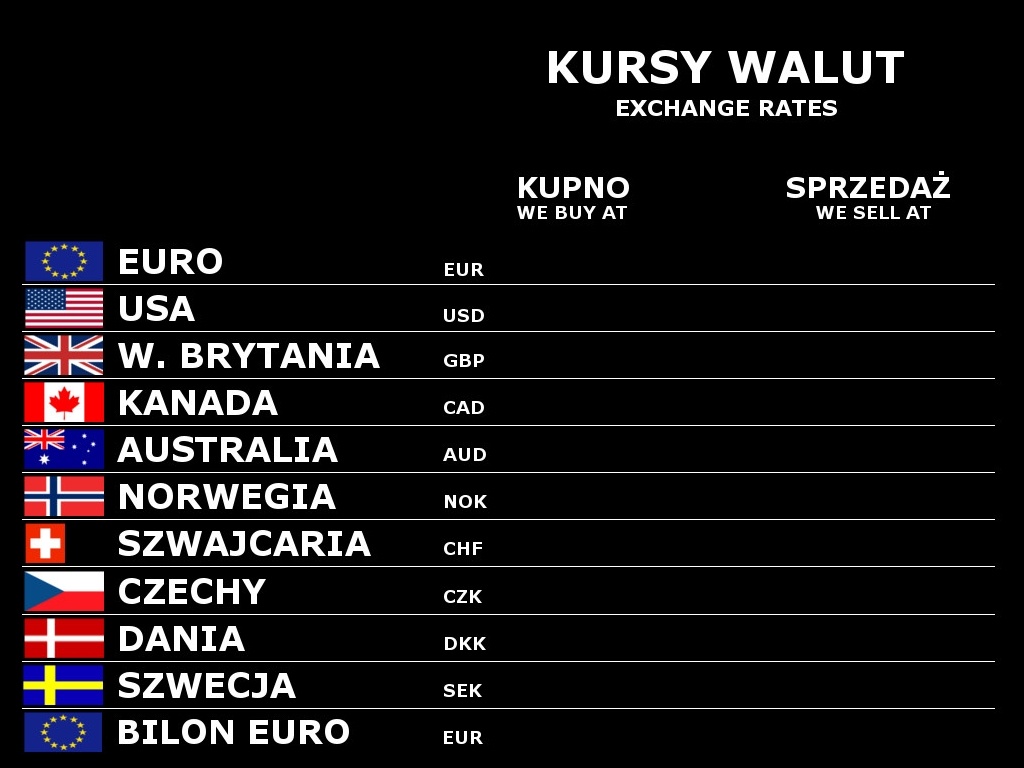 KURSY WALUT
EXCHANGE RATES
KUPNO SPRZEDAŻ
WE BUY AT WE SELL AT
EURO EUR
USA USD
W. BRYTANIA GBP
KANADA CAD
AUSTRALIA AUD
NORWEGIA NOK
SZWAJCARIA CHF
CZECHY CZK
DANIA DKK
SZWECJA SEK
BILON EURO EUR